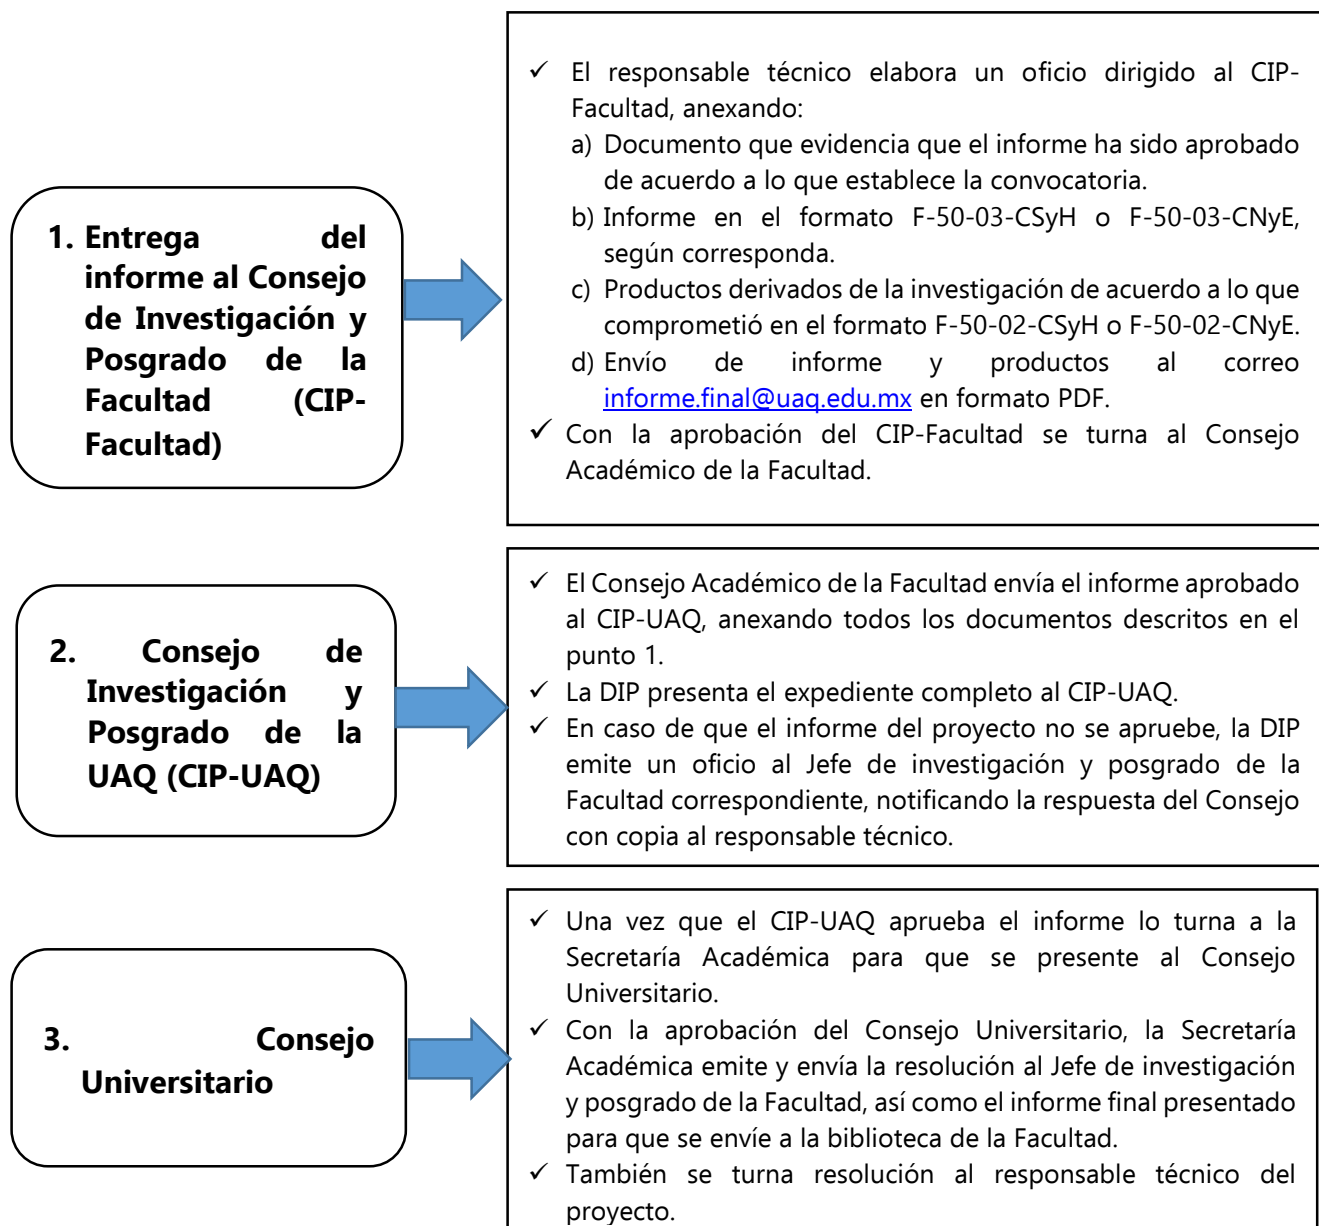 1. Entrega del
informe al Consejo
de Investigación y
Posgrado de la
Facultad (CIP-
Facultad)
✓ El responsable técnico elabora un oficio dirigido al CIP-
Facultad, anexando:
a) Documento que evidencia que el informe ha sido aprobado
de acuerdo a lo que establece la convocatoria.
b) Informe en el formato F-50-03-CSyH o F-50-03-CNyE,
según corresponda.
c) Productos derivados de la investigación de acuerdo a lo que
comprometió en el formato F-50-02-CSyH o F-50-02-CNyE.
d) Envío de informe y productos al correo
informe.final@uaq.edu.mx en formato PDF.
✓ Con la aprobación del CIP-Facultad se turna al Consejo
Académico de la Facultad.
2. Consejo de
Investigación y
Posgrado de la
UAQ (CIP-UAQ)
✓ El Consejo Académico de la Facultad envía el informe aprobado
al CIP-UAQ, anexando todos los documentos descritos en el
punto 1.
✓ La DIP presenta el expediente completo al CIP-UAQ.
✓ En caso de que el informe del proyecto no se apruebe, la DIP
emite un oficio al Jefe de investigación y posgrado de la
Facultad correspondiente, notificando la respuesta del Consejo
con copia al responsable técnico.
3. Consejo
Universitario
✓ Una vez que el CIP-UAQ aprueba el informe lo turna a la
Secretaría Académica para que se presente al Consejo
Universitario.
✓ Con la aprobación del Consejo Universitario, la Secretaría
Académica emite y envía la resolución al Jefe de investigación
y posgrado de la Facultad, así como el informe final presentado
para que se envíe a la biblioteca de la Facultad.
✓ También se turna resolución al responsable técnico del
proyecto.